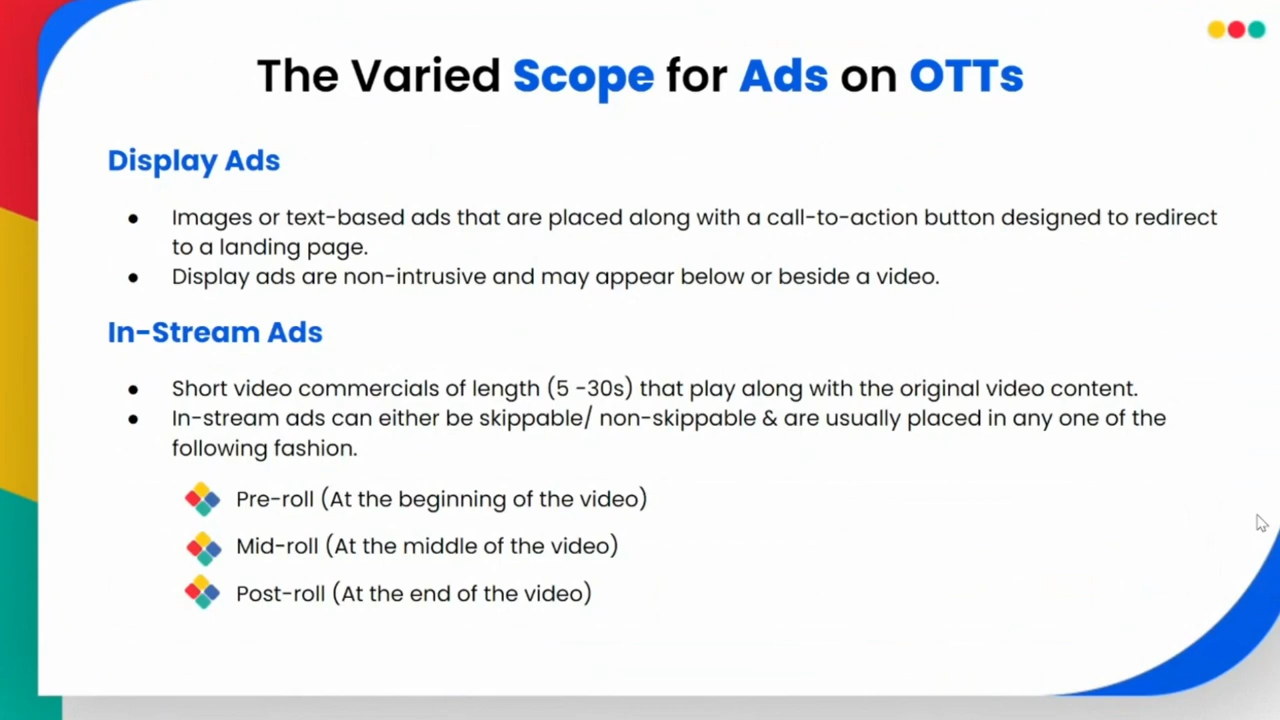 The Varied Scope for Ads on OTTs
Display Ads
● Images or text-based ads that are placed along with a call-to-action button designed to redirect
to a landing page.
● Display ads are non-intrusive and may appear below or beside a video.
In-Stream Ads
● Short video commercials of length (5 -30s) that play along with the original video content.
● In-stream ads can either be skippable/ non-skippable & are usually placed in any one of the
following fashion.
Pre-roll (At the beginning of the video)
Mid-roll (At the middle of the video)
Post-roll (At the end of the video)